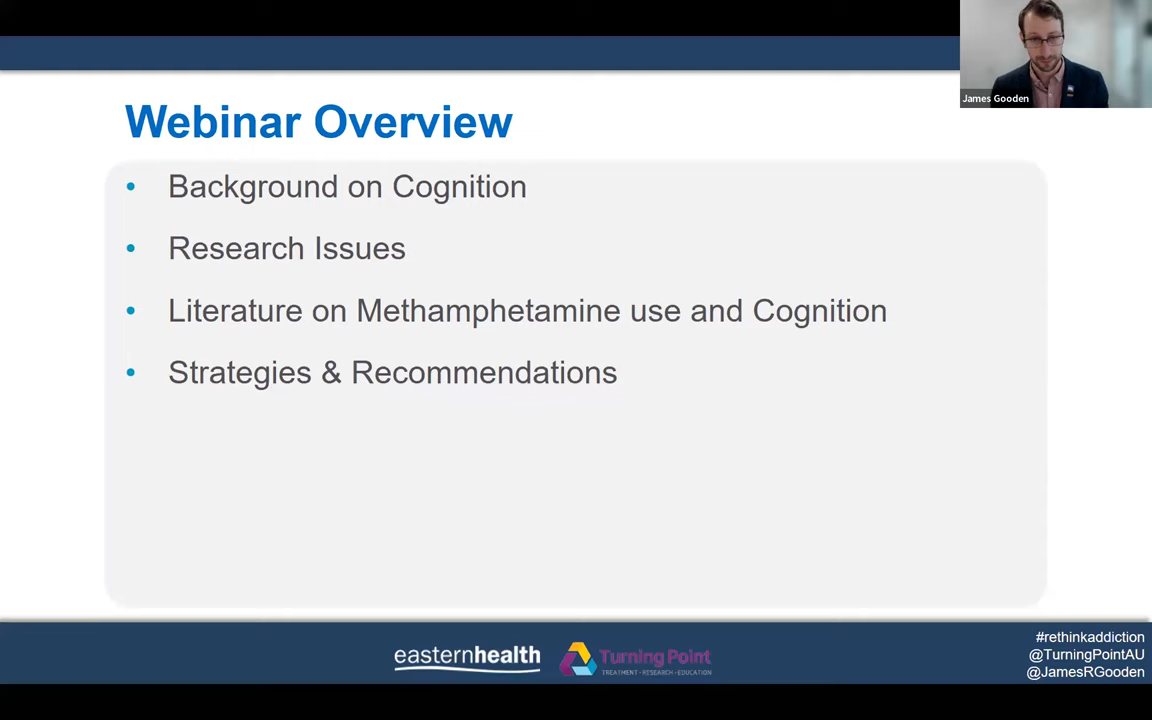 James Gooden
Webinar Overview
• Background on Cognition
• Research Issues
• Literature on Methamphetamine use and Cognition
• Strategies & Recommendations
easternhealth
Turning Point
TREATMENT • RESEARCH • EDUCATION
#rethinkaddiction
@TurningPointAU
@JamesRGooden